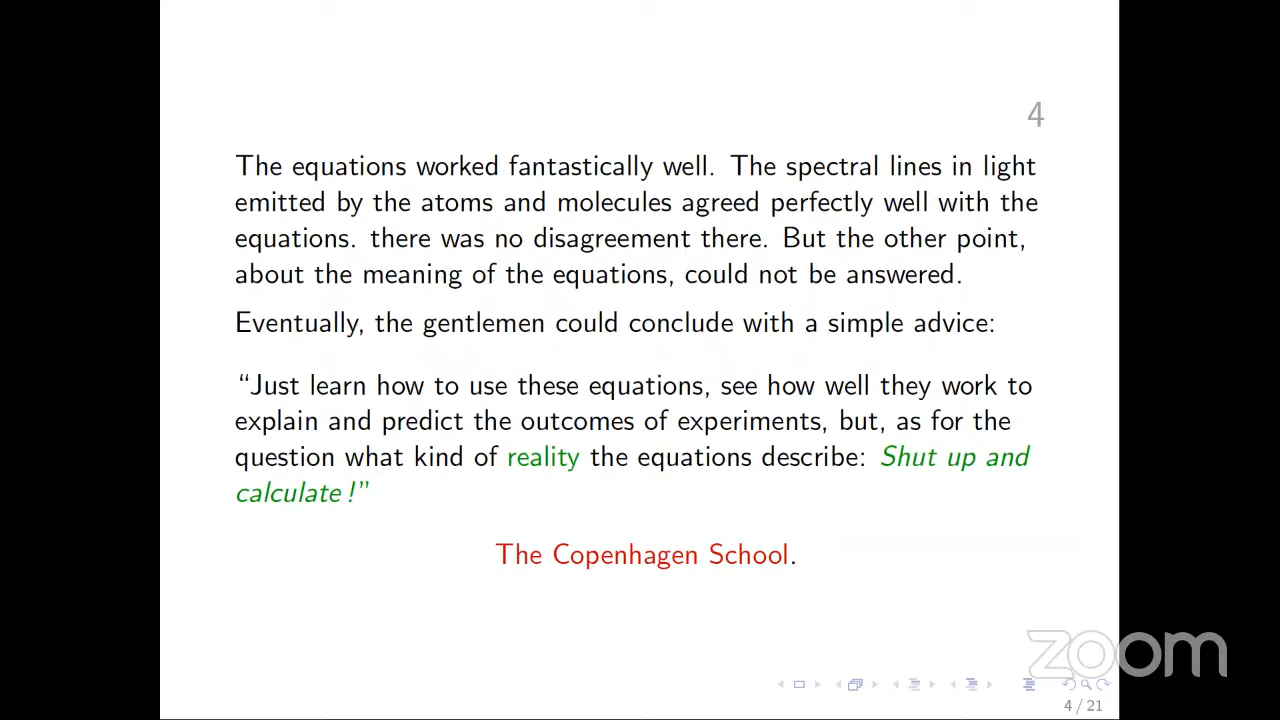 4
The equations worked fantastically well. The spectral lines in light
emitted by the atoms and molecules agreed perfectly well with the
equations. there was no disagreement there. But the other point,
about the meaning of the equations, could not be answered.
Eventually, the gentlemen could conclude with a simple advice:
“Just learn how to use these equations, see how well they work to
explain and predict the outcomes of experiments, but, as for the
question what kind of reality the equations describe: Shut up and
calculate !”
The Copenhagen School.
zoom
4 / 21